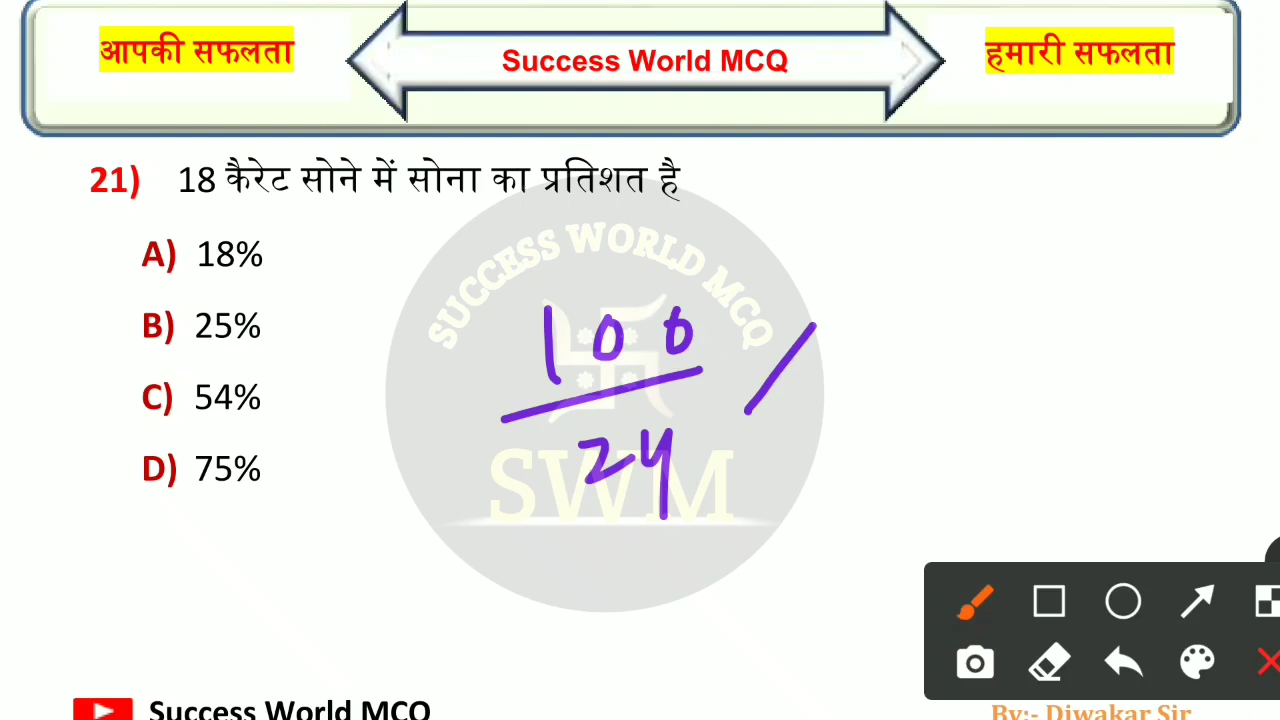 आपकी सफलता
Success World MCQ
हमारी सफलता
21) 18 कैरेट सोने में सोना का प्रतिशत है
A) 18%
B) 25%
C) 54%
D) 75%
SUCCESS WORLD MCQ
SWM
100 /
24
Success World MCQ
By:- Diwakar Sir